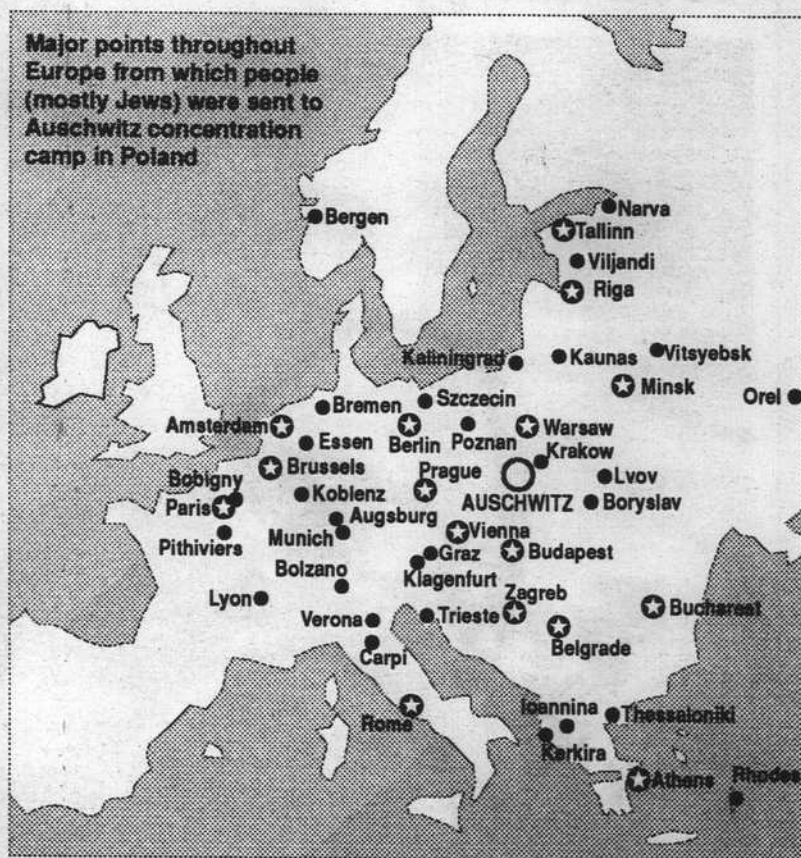 Major points throughout
Europe from which people
(mostly Jews) were sent to
Auschwitz concentration
camp in Poland
Bergen
Narva
Tallinn
Viljandi
Riga
Kaliningrad
Kaunas
Vitsyebsk
Minsk
Orel
Bremen
Szczecin
Amsterdam
Berlin
Poznan
Warsaw
Essen
Krakow
Brussels
Prague
Lvov
Bobigny
Koblenz
AUSCHWITZ
Boryslav
Paris
Augsburg
Pithiviers
Munich
Vienna
Graz
Budapest
Bolzano
Klagenfurt
Lyon
Zagreb
Bucharest
Verona
Trieste
Belgrade
Carpi
Rome
Ioannina
Thessaloniki
Kerkira
Athens
Rhodes